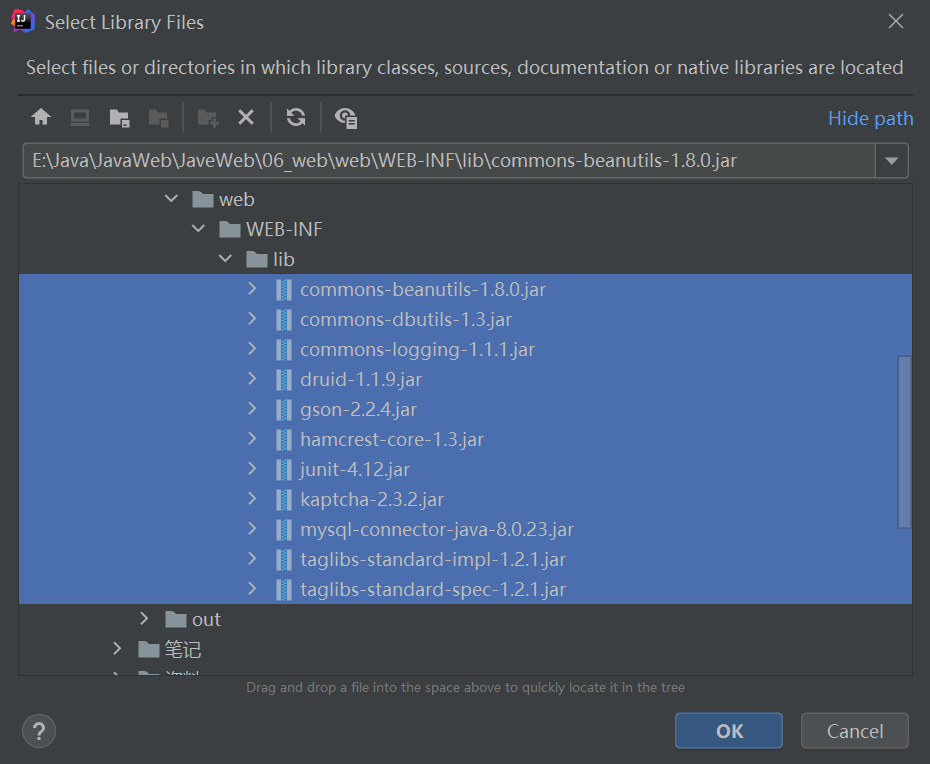 Select Library Files
Select files or directories in which library classes, sources, documentation or native libraries are located
Hide path
E:\Java\JavaWeb\JaveWeb\06_web\web\WEB-INF\lib\commons-beanutils-1.8.0.jar
web
WEB-INF
lib
commons-beanutils-1.8.0.jar
commons-dbutils-1.3.jar
commons-logging-1.1.1.jar
druid-1.1.9.jar
gson-2.2.4.jar
hamcrest-core-1.3.jar
junit-4.12.jar
kaptcha-2.3.2.jar
mysql-connector-java-8.0.23.jar
taglibs-standard-impl-1.2.1.jar
taglibs-standard-spec-1.2.1.jar
out
笔记
Drag and drop a file into the space above to quickly locate it in the tree
? OK Cancel